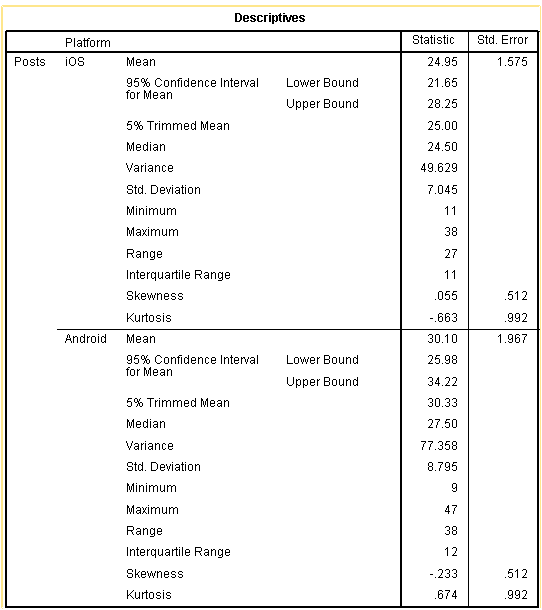 Descriptives
Platform Statistic Std. Error
Posts iOS Mean 24.95 1.575
95% Confidence Interval Lower Bound 21.65
for Mean Upper Bound 28.25
5% Trimmed Mean 25.00
Median 24.50
Variance 49.629
Std. Deviation 7.045
Minimum 11
Maximum 38
Range 27
Interquartile Range 11
Skewness .055 .512
Kurtosis -.663 .992
Android Mean 30.10 1.967
95% Confidence Interval Lower Bound 25.98
for Mean Upper Bound 34.22
5% Trimmed Mean 30.33
Median 27.50
Variance 77.358
Std. Deviation 8.795
Minimum 9
Maximum 47
Range 38
Interquartile Range 12
Skewness -.233 .512
Kurtosis .674 .992